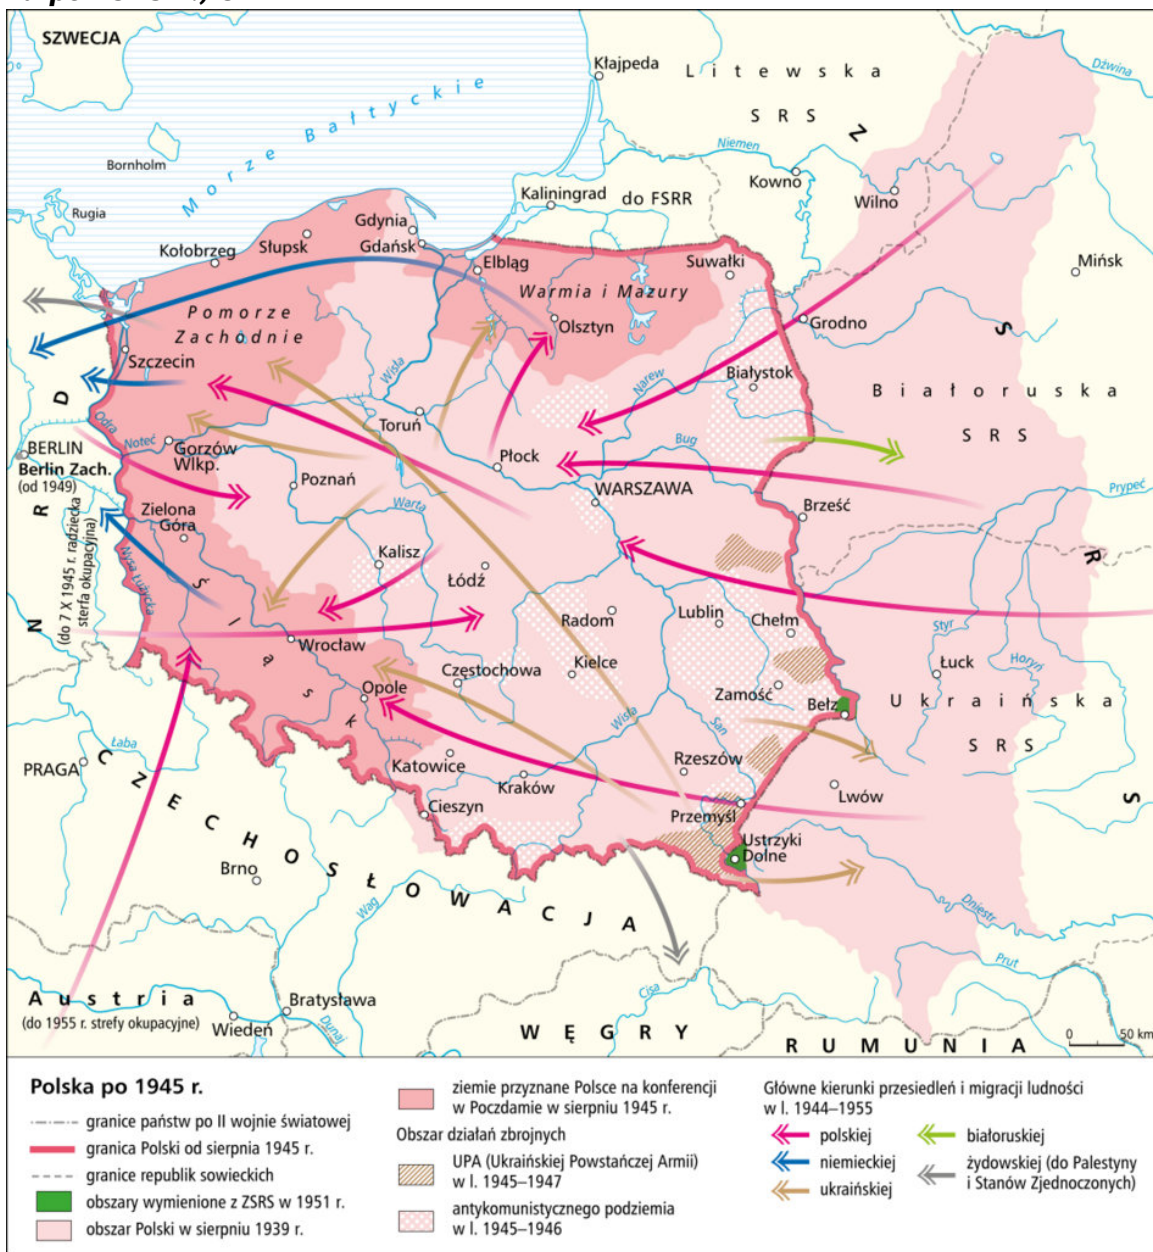 SZWECJA
Kłajpeda
Litewska
SRS
Dźwina
Morze Bałtyckie
Bornholm
Niemen
Kowno
Wilno
Rugia
Kaliningrad
do FSRR
Gdynia
Gdańsk
Słupsk
Kołobrzeg
Elbląg
Suwałki
Mińsk
Warmia i Mazury
Pomorze
Zachodnie
Olsztyn
Grodno
Szczecin
Wisła
Narew
Białystok
Białoruska
SRS
Z S R S
N R D
Odra
Noteć
Toruń
Bug
BERLIN
Berlin Zach.
(od 1949)
Gorzów
Wlkp.
Płock
Poznań
WARSZAWA
Prypeć
Brześć
Warta
Zielona
Góra
(do 7 X 1945 r. radziecka
sterfa okupacyjna)
Nysa Łużycka
Kalisz
Łódź
Śląsk
Radom
Lublin
Chełm
Styr
Horyń
Wrocław
Kielce
Częstochowa
Łuck
Zamość
Opole
Bełz
Ukraińska
SRS
Wisła
San
Łaba
PRAGA
Katowice
Kraków
Rzeszów
Lwów
Cieszyn
Przemyśl
Ustrzyki
Dolne
CZECHOSŁOWACJA
Brno
Wag
Dniestr
Prut
Cisa
Austria
(do 1955 r. strefy okupacyjne)
Bratysława
Wiedeń
Dunaj
WĘGRY
RUMUNIA
0 50 km
Polska po 1945 r.
granice państw po II wojnie światowej
granica Polski od sierpnia 1945 r.
granice republik sowieckich
obszary wymienione z ZSRS w 1951 r.
obszar Polski w sierpniu 1939 r.
ziemie przyznane Polsce na konferencji
w Poczdamie w sierpniu 1945 r.
Obszar działań zbrojnych
UPA (Ukraińskiej Powstańczej Armii)
w l. 1945–1947
antykomunistycznego podziemia
w l. 1945–1946
Główne kierunki przesiedleń i migracji ludności
w l. 1944–1955
polskiej
niemieckiej
ukraińskiej
białoruskiej
żydowskiej (do Palestyny
i Stanów Zjednoczonych)